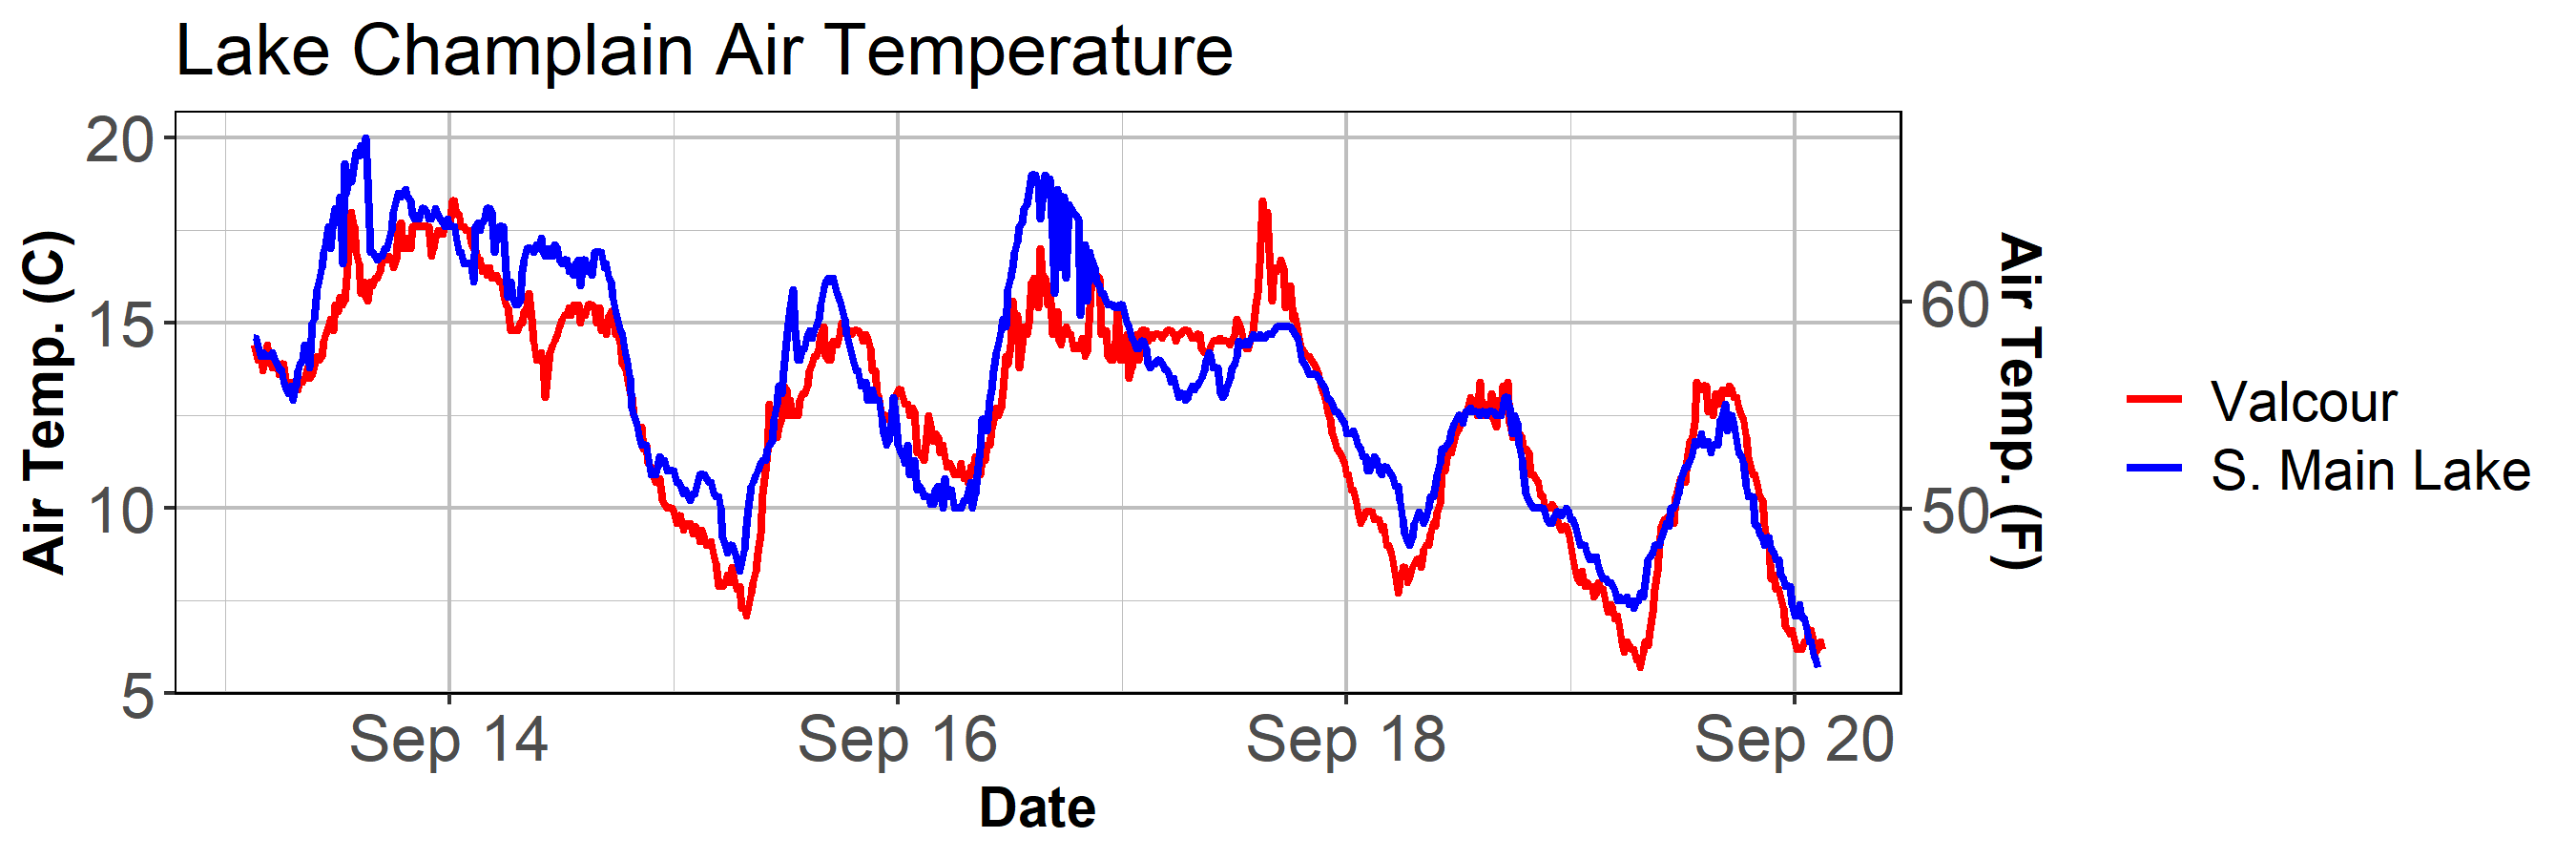 Lake Champlain Air Temperature
Air Temp. (C)
20
15
10
5
Sep 14
Sep 16
Sep 18
Sep 20
Date
60
50
Air Temp. (F)
Valcour
S. Main Lake